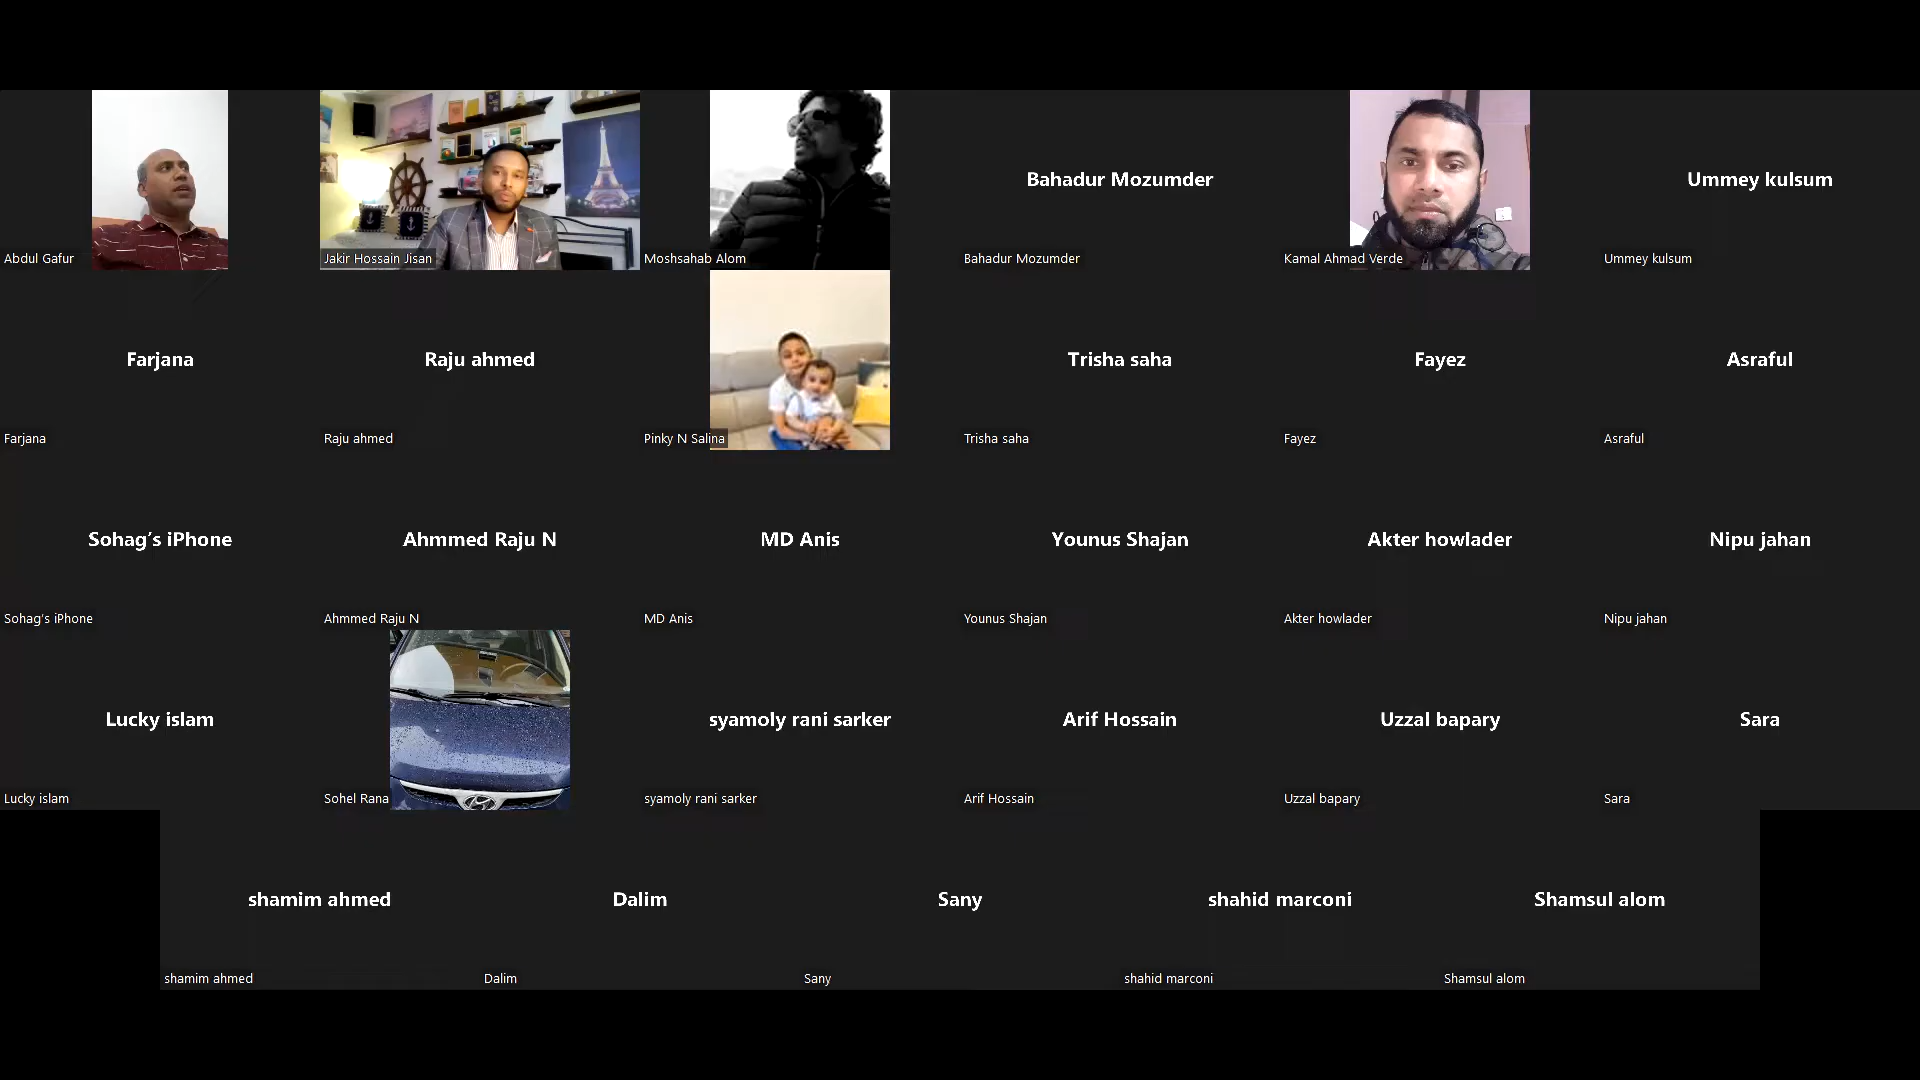 Abdul Gafur
Jakir Hossain Jisan
Moshsahab Alom
Bahadur Mozumder
Bahadur Mozumder
Kamal Ahmad Verde
Ummey kulsum
Ummey kulsum
Farjana
Farjana
Raju ahmed
Raju ahmed
Pinky N Salina
Trisha saha
Trisha saha
Fayez
Fayez
Asraful
Asraful
Sohag’s iPhone
Sohag's iPhone
Ahmmed Raju N
Ahmmed Raju N
MD Anis
MD Anis
Younus Shajan
Younus Shajan
Akter howlader
Akter howlader
Nipu jahan
Nipu jahan
Lucky islam
Lucky islam
Sohel Rana
syamoly rani sarker
syamoly rani sarker
Arif Hossain
Arif Hossain
Uzzal bapary
Uzzal bapary
Sara
Sara
shamim ahmed
shamim ahmed
Dalim
Dalim
Sany
Sany
shahid marconi
shahid marconi
Shamsul alom
Shamsul alom